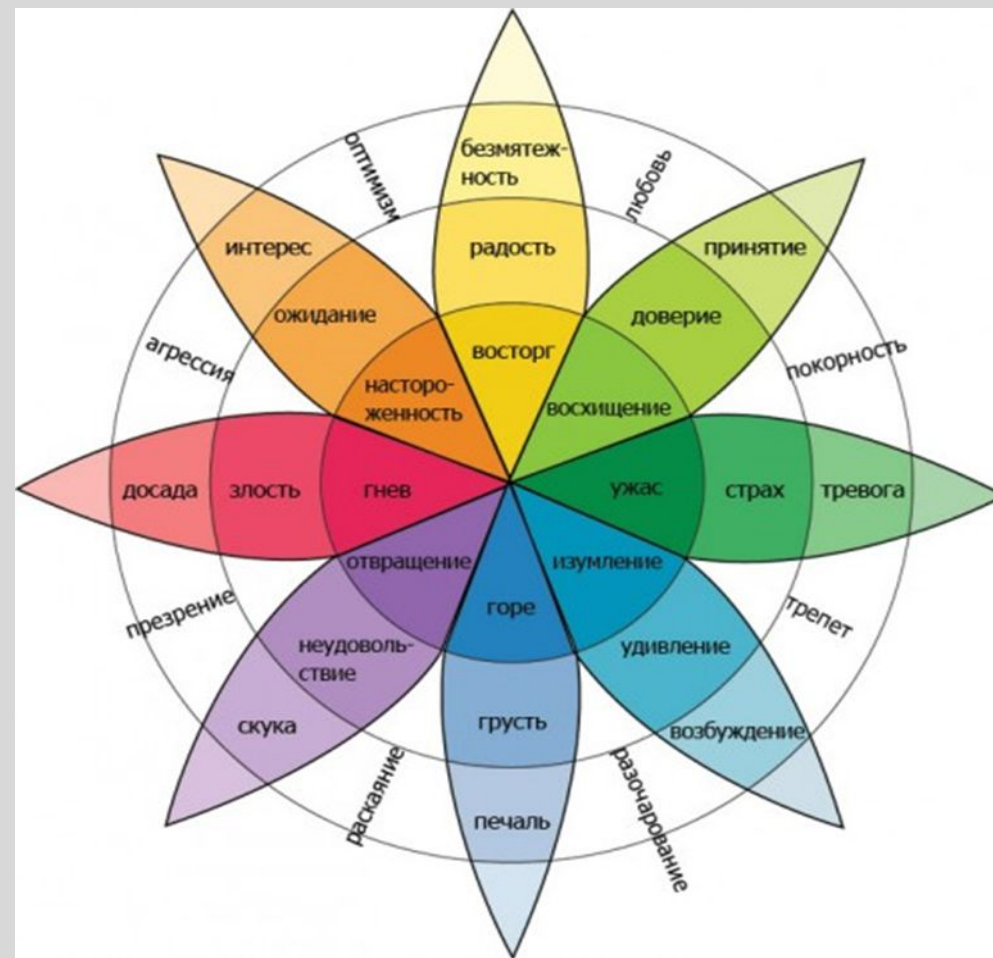 безмятеж-
ность
оптимизм
любовь
интерес
радость
принятие
ожидание
доверие
агрессия
восторг
покорность
насторо-
женность
восхищение
досада
злость
гнев
ужас
страх
тревога
отвращение
изумление
презрение
горе
трепет
неудоволь-
ствие
удивление
скука
грусть
возбуждение
раскаяние
разочарование
печаль